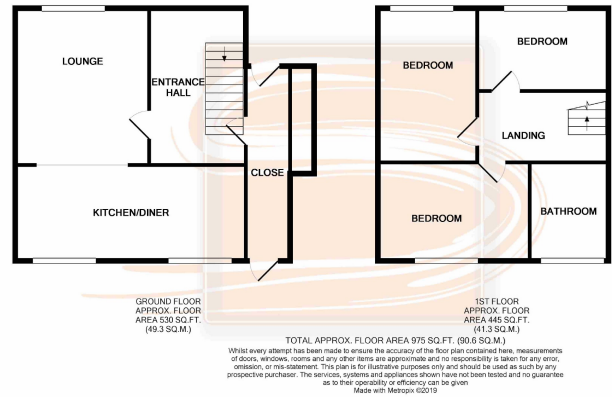 LOUNGE
ENTRANCE
HALL
CLOSE
KITCHEN/DINER
BEDROOM
BEDROOM
LANDING
BEDROOM
BATHROOM
GROUND FLOOR
APPROX. FLOOR
AREA 530 SQ.FT.
(49.3 SQ.M.)
1ST FLOOR
APPROX. FLOOR
AREA 445 SQ.FT.
(41.3 SQ.M.)
TOTAL APPROX. FLOOR AREA 975 SQ.FT. (90.6 SQ.M.)
Whilst every attempt has been made to ensure the accuracy of the floor plan contained here, measurements
of doors, windows, rooms and any other items are approximate and no responsibility is taken for any error,
omission, or mis-statement. This plan is for illustrative purposes only and should be used as such by any
prospective purchaser. The services, systems and appliances shown have not been tested and no guarantee
as to their operability or efficiency can be given
Made with Metropix ©2019